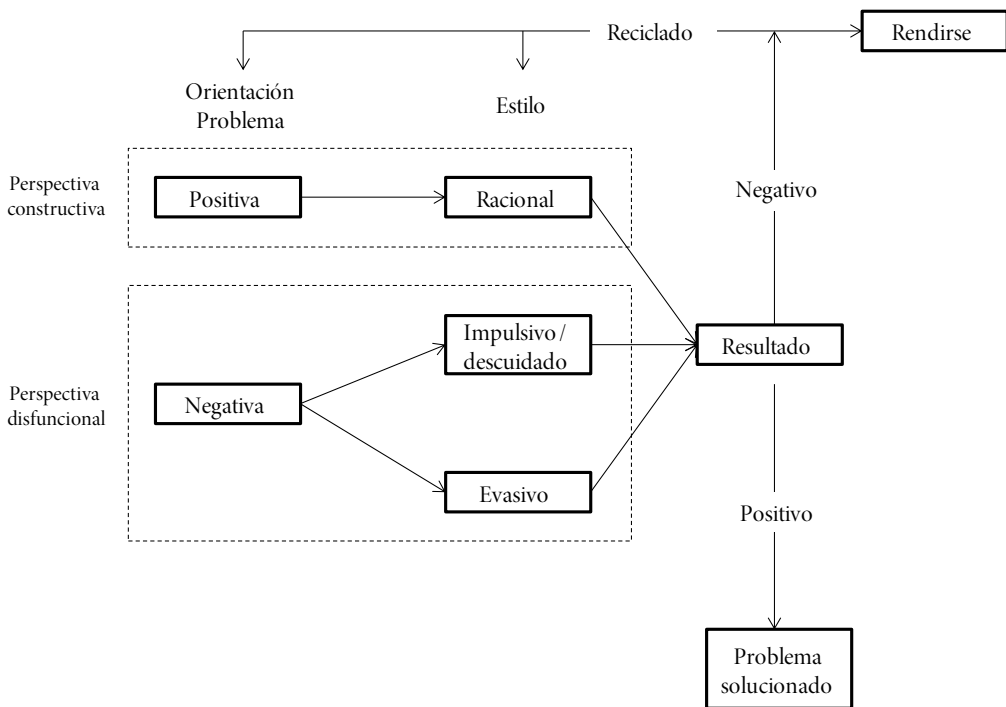 Reciclado
Rendirse
Orientación
Problema
Estilo
Perspectiva
constructiva
Positiva
Racional
Negativo
Impulsivo /
descuidado
Resultado
Perspectiva
disfuncional
Negativa
Evasivo
Positivo
Problema
solucionado